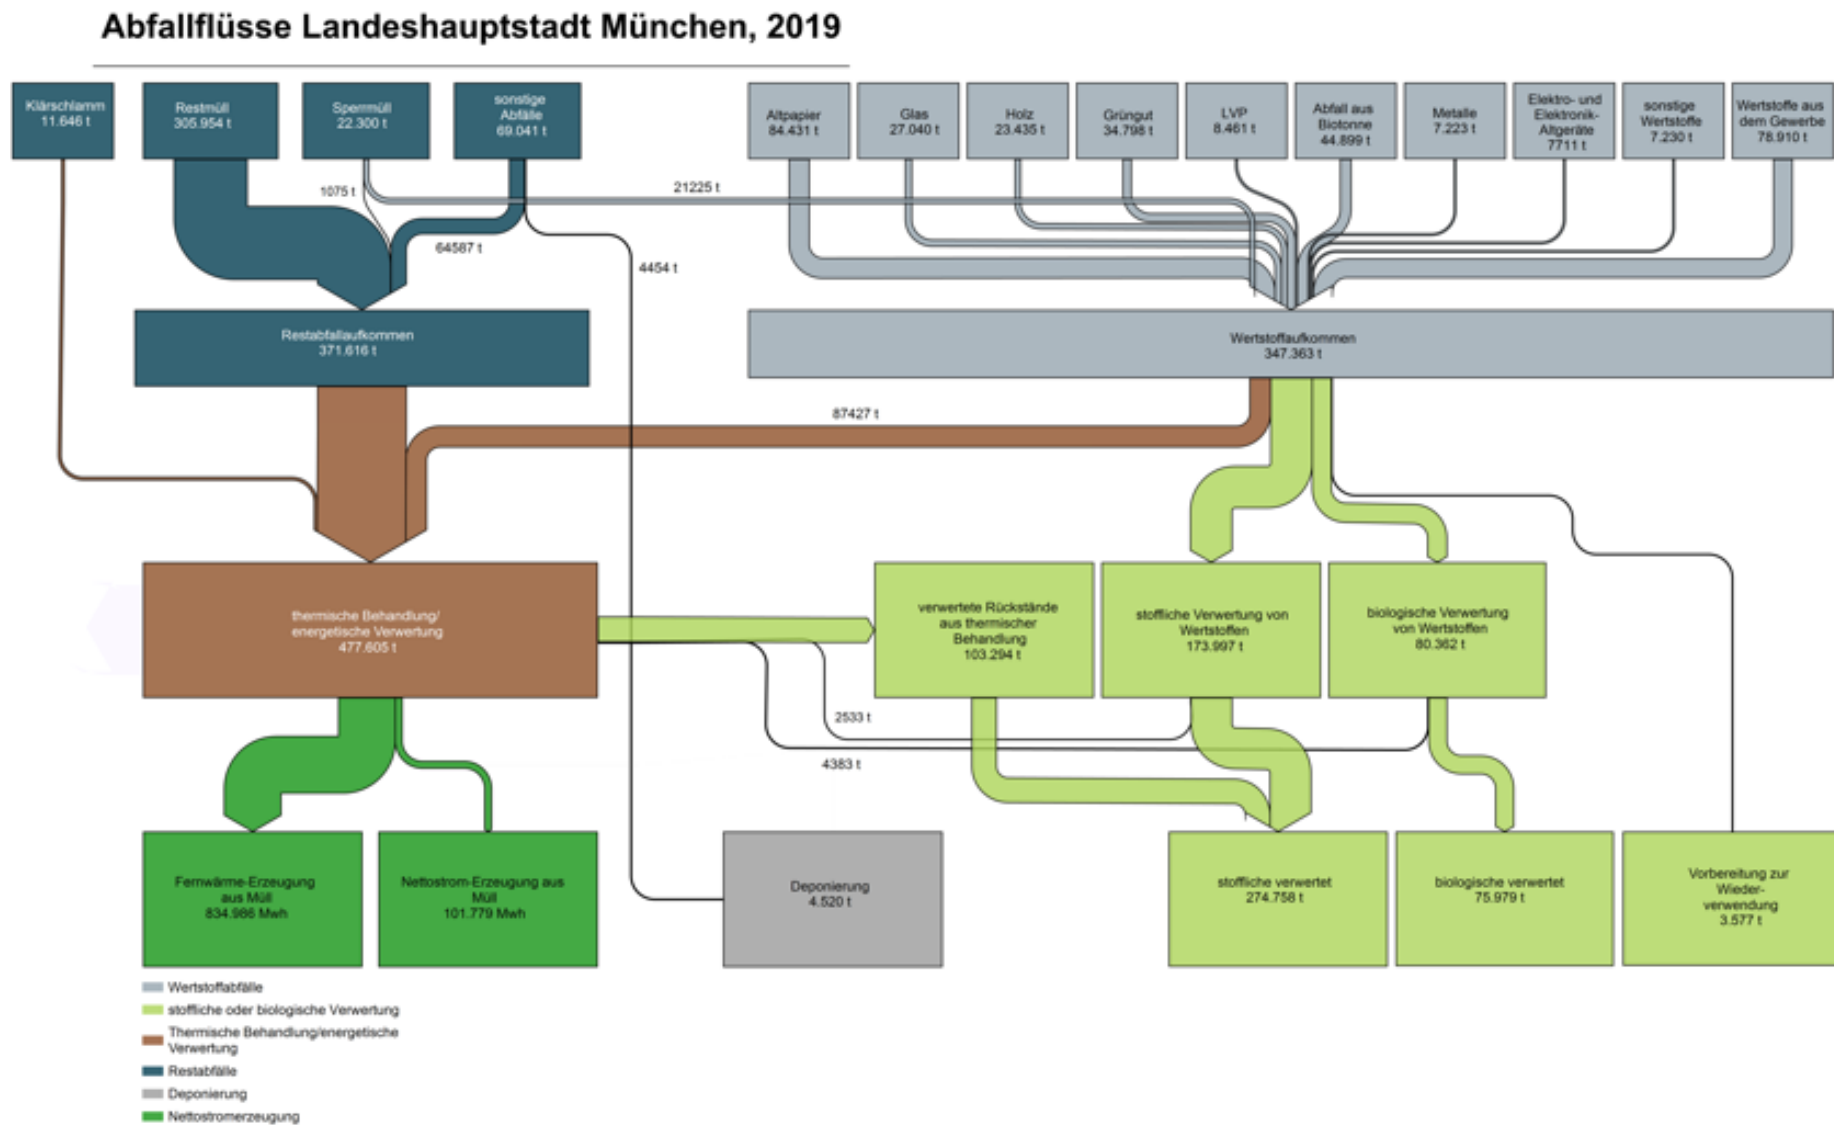 Abfallflüsse Landeshauptstadt München, 2019
Klärschlamm
11.646 t
Restmüll
305.954 t
Sperrmüll
22.300 t
sonstige
Abfälle
69.041 t
Altpapier
84.431 t
Glas
27.040 t
Holz
23.435 t
Grüngut
34.798 t
LVP
8.461 t
Abfall aus
Biotonne
44.899 t
Metalle
7.223 t
Elektro- und
Elektronik-
Altgeräte
7711 t
sonstige
Wertstoffe
7.230 t
Wertstoffe aus
dem Gewerbe
78.910 t
1075 t
21225 t
64587 t
4454 t
Restabfallaufkommen
371.616 t
Wertstoffaufkommen
347.363 t
87427 t
thermische Behandlung/
energetische Verwertung
477.605 t
verwertete Rückstände
aus thermischer
Behandlung
103.294 t
stoffliche Verwertung von
Wertstoffen
173.997 t
biologische Verwertung
von Wertstoffen
80.362 t
2533 t
4383 t
Fernwärme-Erzeugung
aus Müll
834.986 Mwh
Nettostrom-Erzeugung aus
Müll
101.779 Mwh
Deponierung
4.520 t
stoffliche verwertet
274.758 t
biologische verwertet
75.979 t
Vorbereitung zur
Wieder-
verwendung
3.577 t
Wertstoffabfälle
stoffliche oder biologische Verwertung
Thermische Behandlung/energetische
Verwertung
Restabfälle
Deponierung
Nettostromerzeugung